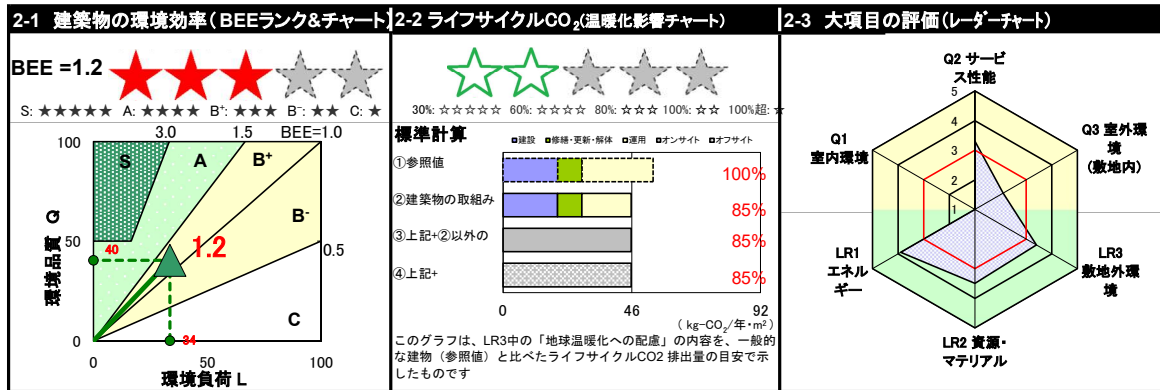 2-1 建築物の環境効率(BEEランク&チャート)
BEE =1.2
S: ★★★★★ A: ★★★★ B⁺: ★★★ B⁻: ★★ C: ★
3.0 1.5 BEE=1.0
100
S A B⁺
B⁻
50
40 1.2 0.5
環境品質 Q
C
0 34
0 50 100
環境負荷 L
2-2 ライフサイクルCO₂(温暖化影響チャート)
30%: ☆☆☆☆☆ 60%: ☆☆☆☆ 80%: ☆☆☆ 100%: ☆☆ 100%超: ★
標準計算
■建設 ■修繕・更新・解体 □運用 ■オンサイト ■オフサイト
①参照値 100%
②建築物の取組み 85%
③上記+②以外の 85%
④上記+ 85%
0 46 92
( kg-CO₂/年・m²)
このグラフは、LR3中の「地球温暖化への配慮」の内容を、一般的
な建物(参照値)と比べたライフサイクルCO2 排出量の目安で示
したものです
2-3 大項目の評価(レーダーチャート)
Q2 サービ
ス性能
5
4
3
2
1
Q1
室内環境
Q3 室外環
境
(敷地内)
LR1
エネル
ギー
LR3
敷地外環
境
LR2 資源・
マテリアル